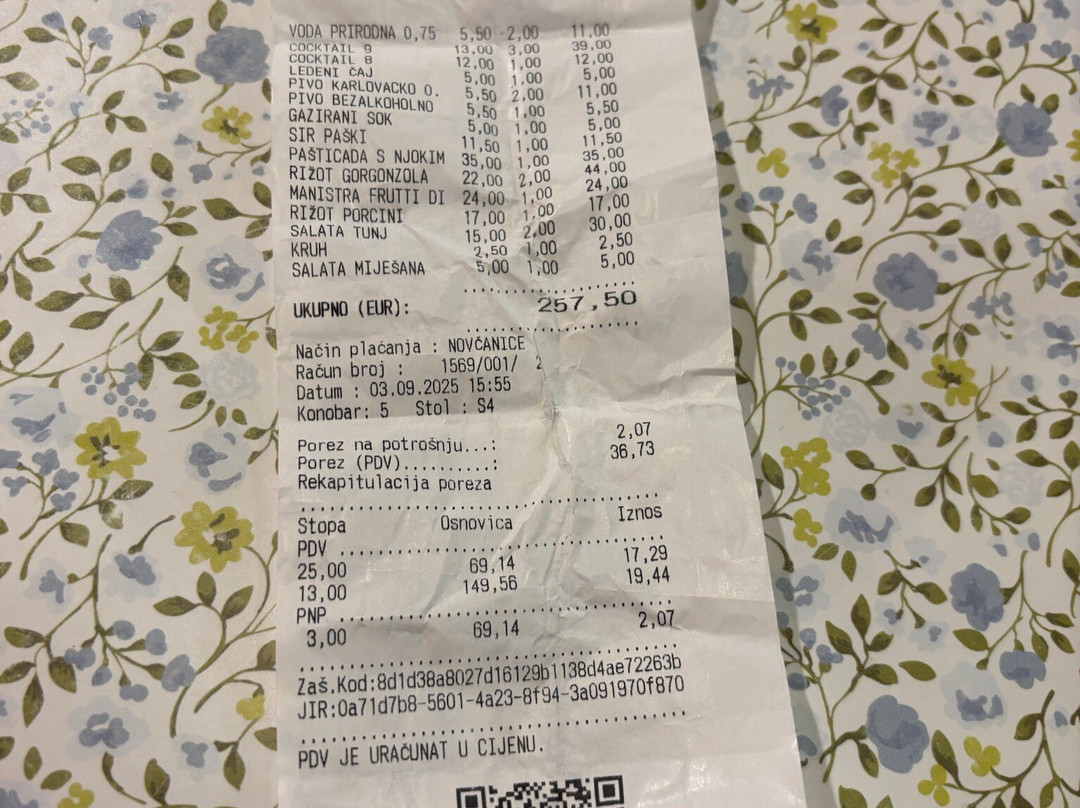 VODA PRIRODNA 0,75 5,50 2,00 11,00
COCKTAIL 9 13,00 3,00 39,00
COCKTAIL 8 12,00 1,00 12,00
LEDENI ČAJ 5,00 1,00 5,00
PIVO KARLOVACKO 0. 5,50 2,00 11,00
PIVO BEZALKOHOLNO 5,50 1,00 5,50
GAZIRANI SOK 5,00 1,00 5,00
SIR PAŠKI 11,50 1,00 11,50
PAŠTICADA S NJOKIM 35,00 1,00 35,00
RIŽOT GORGONZOLA 22,00 2,00 44,00
MANISTRA FRUTTI DI 24,00 1,00 24,00
RIŽOT PORCINI 17,00 1,00 17,00
SALATA TUNJ 15,00 2,00 30,00
KRUH 2,50 1,00 2,50
SALATA MIJEŠANA 5,00 1,00 5,00
UKUPNO (EUR): 257,50
Način plaćanja : NOVČANICE
Račun broj : 1569/001/ 2
Datum : 03.09.2025 15:55
Konobar: 5 Stol : S4
Porez na potrošnju...: 2,07
Porez (PDV)..........: 36,73
Rekapitulacija poreza
Stopa Osnovica Iznos
PDV
25,00 69,14 17,29
13,00 149,56 19,44
PNP
3,00 69,14 2,07
Zaš.Kod:8d1d38a8027d16129b1138d4ae72263b
JIR:0a71d7b8-5601-4a23-8f94-3a091970f870
PDV JE URAČUNAT U CIJENU.